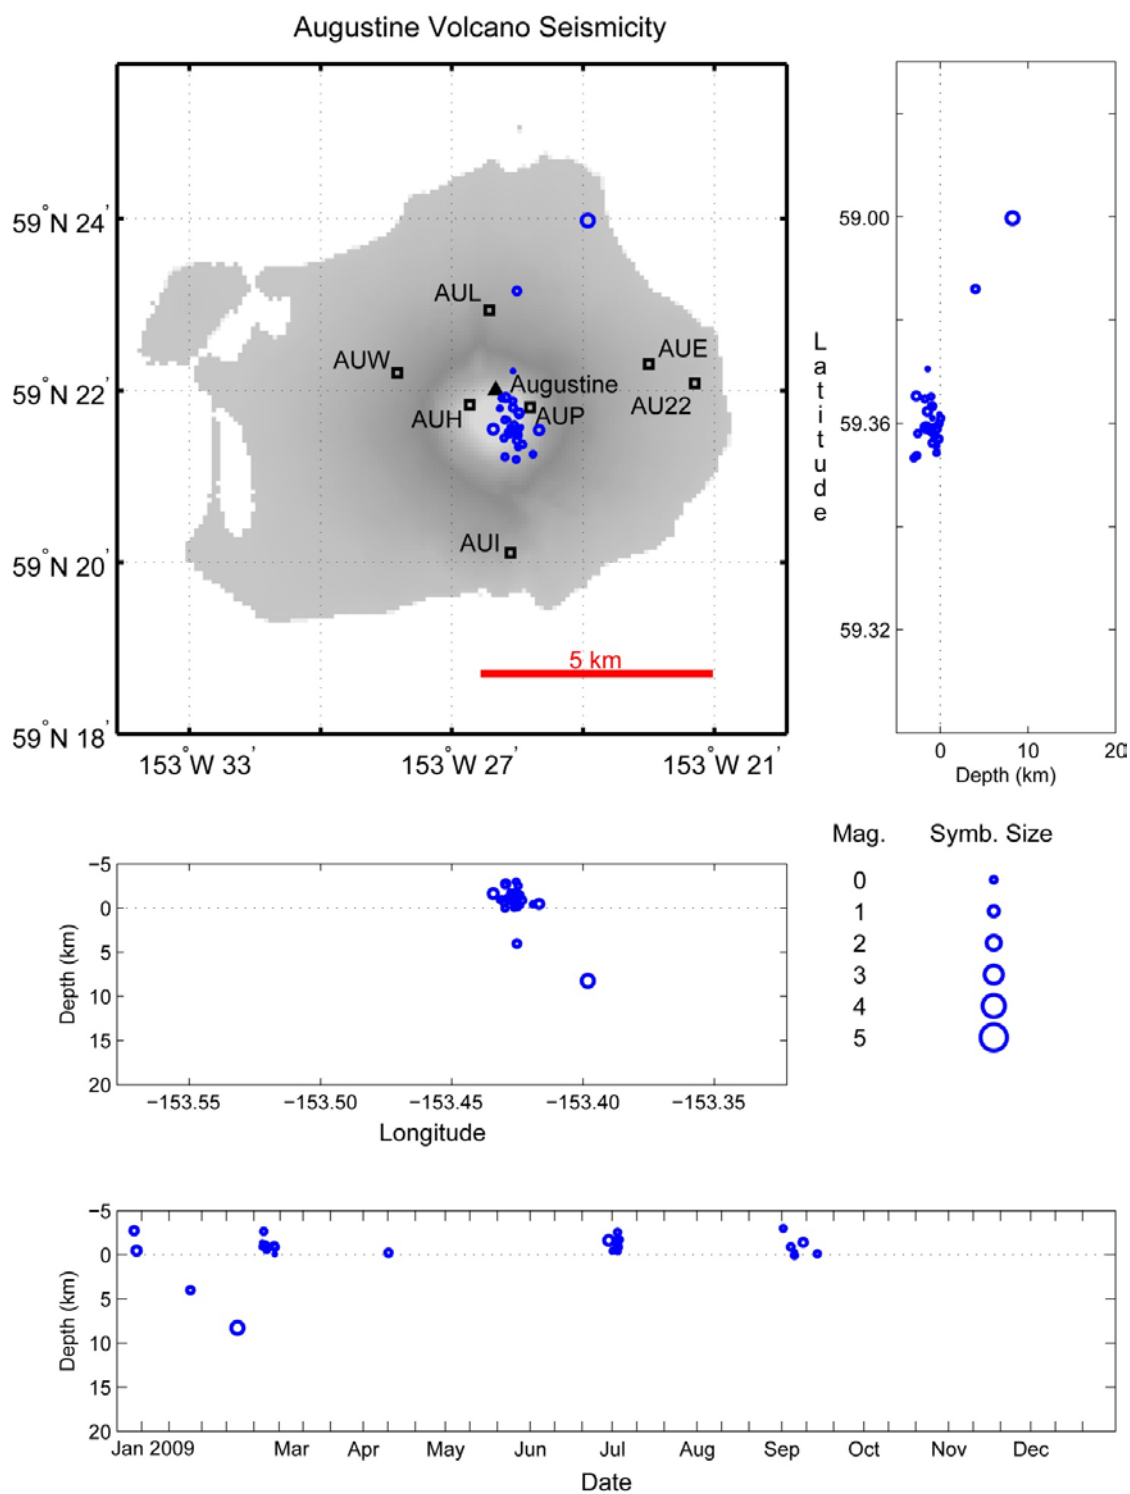 Augustine Volcano Seismicity
59°N 24'
59°N 22'
59°N 20'
59°N 18'
AUL
AUW
AUE
Augustine
AU22
AUH
AUP
AUI
5 km
153°W 33'
153°W 27'
153°W 21'
59.00
59.36
59.32
Latitude
0
10
20
Depth (km)
Mag.
Symb. Size
0
1
2
3
4
5
−5
0
5
10
15
20
Depth (km)
−153.55
−153.50
−153.45
−153.40
−153.35
Longitude
−5
0
5
10
15
20
Depth (km)
Jan 2009
Mar
Apr
May
Jun
Jul
Aug
Sep
Oct
Nov
Dec
Date